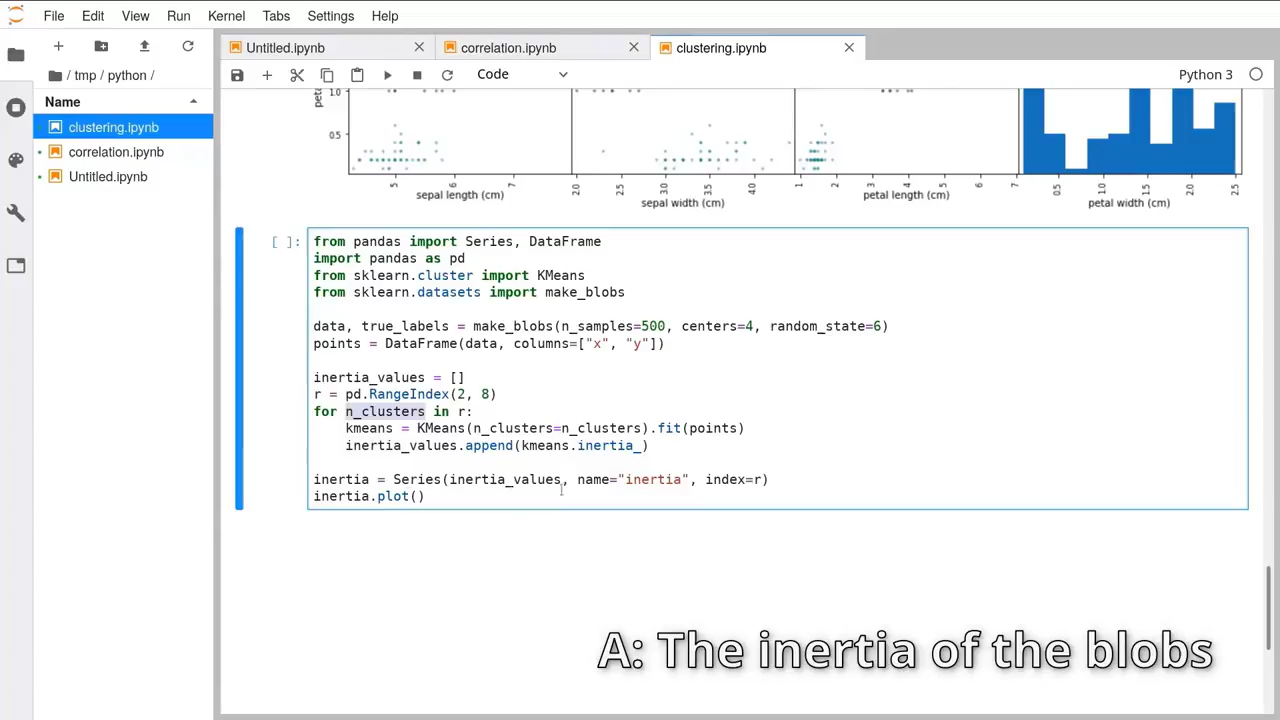 File Edit View Run Kernel Tabs Settings Help
Untitled.ipynb
correlation.ipynb
clustering.ipynb
/ tmp / python /
Code
Python 3
Name
clustering.ipynb
correlation.ipynb
Untitled.ipynb
1.0
0.5
5 6 7
2.0 2.5 3.0 3.5 4.0
1 2 3 4 5 6 7
0.5 1.0 1.5 2.0 2.5
sepal length (cm)
sepal width (cm)
petal length (cm)
petal width (cm)
[ ]:
from pandas import Series, DataFrame
import pandas as pd
from sklearn.cluster import KMeans
from sklearn.datasets import make_blobs
data, true_labels = make_blobs(n_samples=500, centers=4, random_state=6)
points = DataFrame(data, columns=["x", "y"])
inertia_values = []
r = pd.RangeIndex(2, 8)
for n_clusters in r:
    kmeans = KMeans(n_clusters=n_clusters).fit(points)
    inertia_values.append(kmeans.inertia_)
inertia = Series(inertia_values, name="inertia", index=r)
inertia.plot()
A: The inertia of the blobs